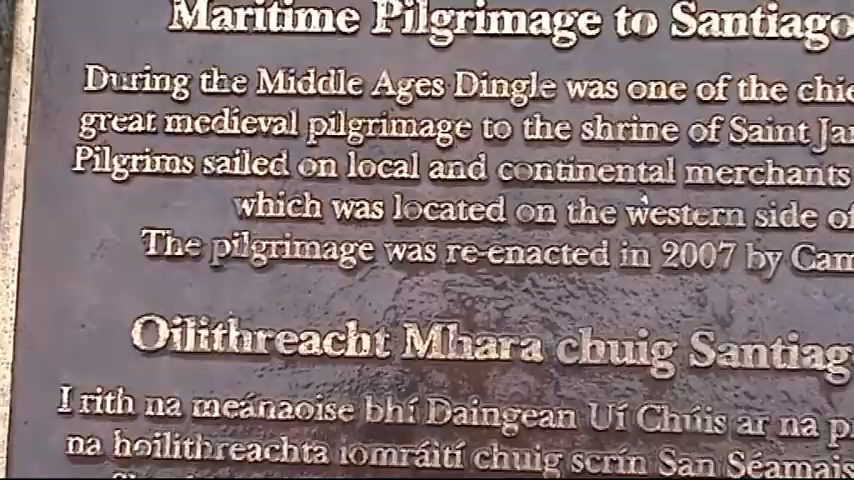 Maritime Pilgrimage to Santiago
During the Middle Ages Dingle was one of the
great medieval pilgrimage to the shrine of Saint
Pilgrims sailed on local and continental merchants
which was located on the western side of
The pilgrimage was re-enacted in 2007 by
Oilithreacht Mhara chuig Santiag
I rith na meánaoise bhí Daingean Uí Chúis ar na
na hoilithreachta iomráití chuig scrín San Séamais